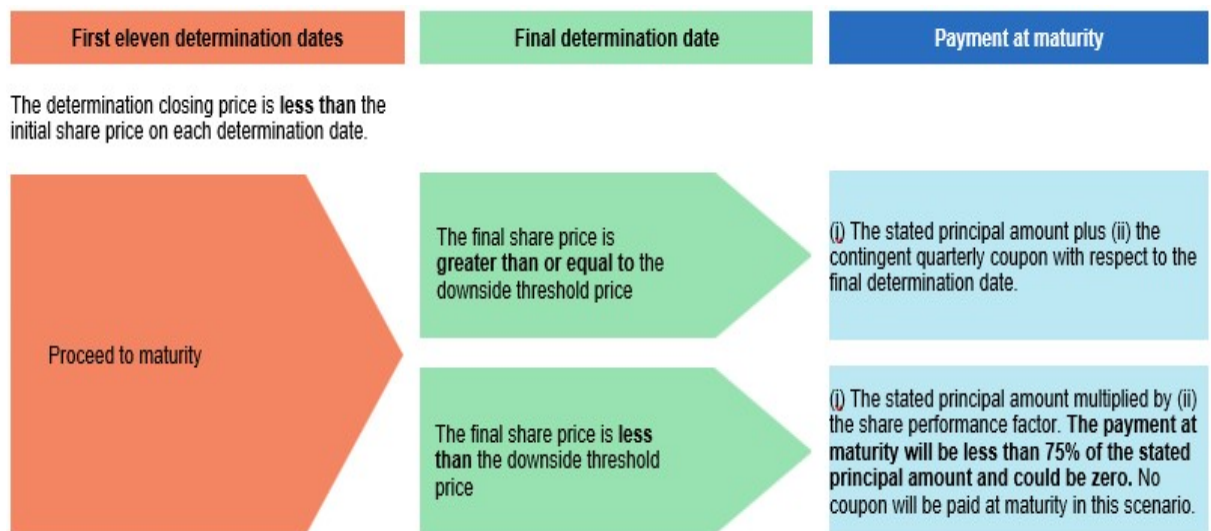 First eleven determination dates
Final determination date
Payment at maturity
The determination closing price is less than the
initial share price on each determination date.
Proceed to maturity
The final share price is
greater than or equal to the
downside threshold price
(i) The stated principal amount plus (ii) the
contingent quarterly coupon with respect to the
final determination date.
The final share price is less
than the downside threshold
price
(i) The stated principal amount multiplied by (ii)
the share performance factor. The payment at
maturity will be less than 75% of the stated
principal amount and could be zero. No
coupon will be paid at maturity in this scenario.